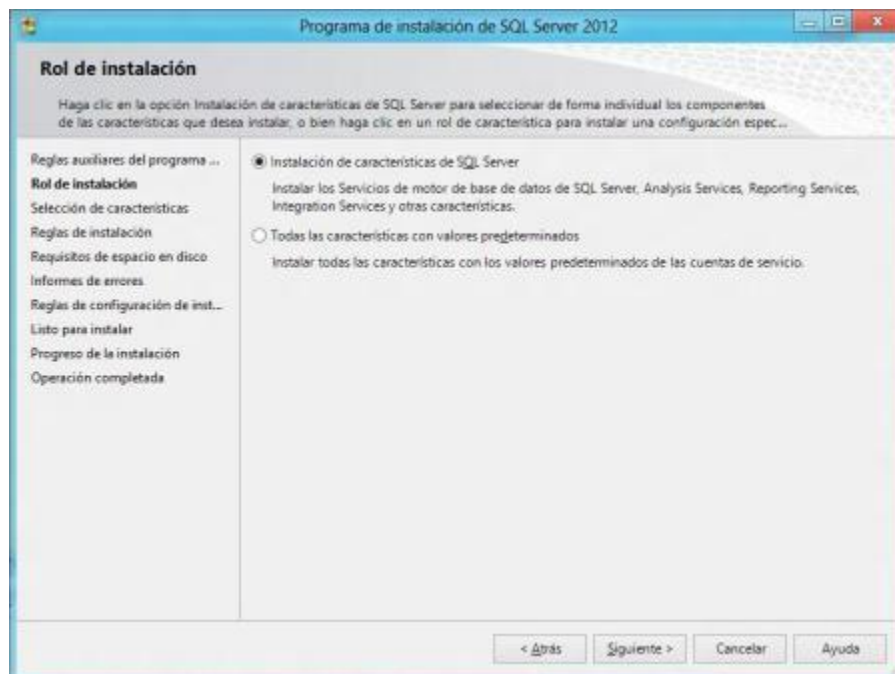 Programa de instalación de SQL Server 2012
Rol de instalación
Haga clic en la opción Instalación de características de SQL Server para seleccionar de forma individual los componentes
de las características que desea instalar, o bien haga clic en un rol de característica para instalar una configuración espec...
Reglas auxiliares del programa ...
Rol de instalación
Selección de características
Reglas de instalación
Requisitos de espacio en disco
Informes de errores
Reglas de configuración de inst...
Listo para instalar
Progreso de la instalación
Operación completada
Instalación de características de SQL Server
Instalar los Servicios de motor de base de datos de SQL Server, Analysis Services, Reporting Services,
Integration Services y otras características.
Todas las características con valores predeterminados
Instalar todas las características con los valores predeterminados de las cuentas de servicio.
< Atrás
Siguiente >
Cancelar
Ayuda